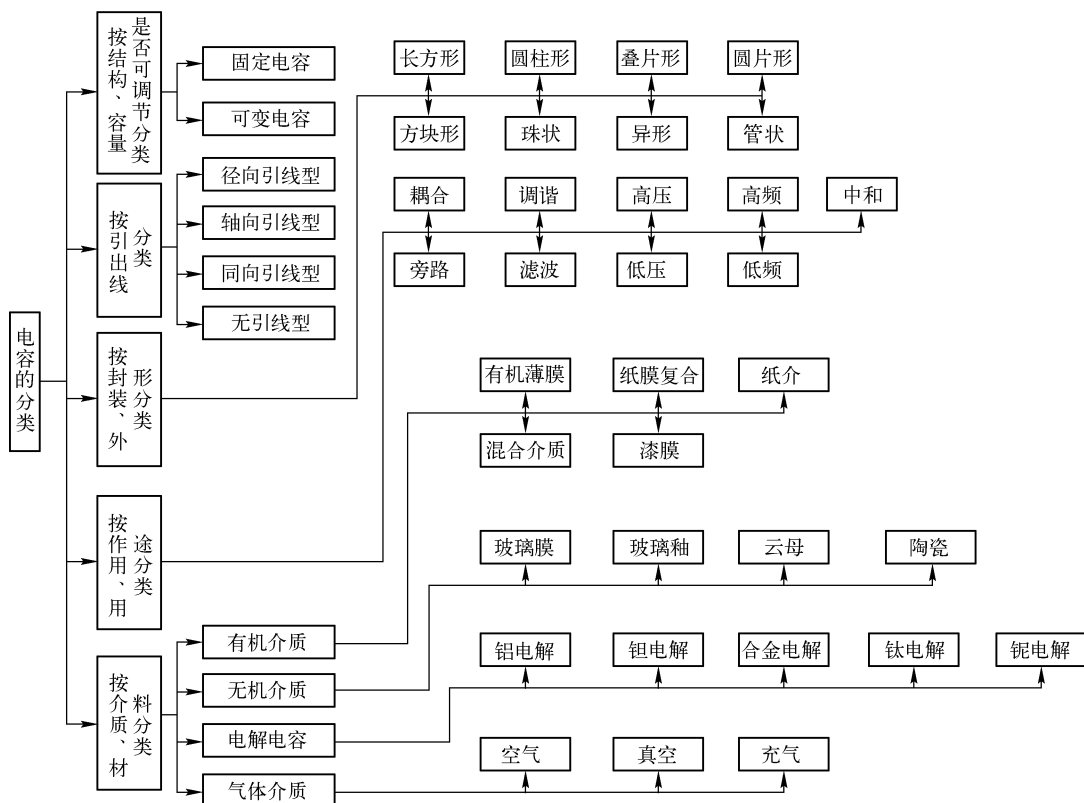 电容的分类
按结构、容量
是否可调节分类
固定电容
可变电容
按引出线
分类
径向引线型
轴向引线型
同向引线型
无引线型
按封装、外
形分类
长方形
圆柱形
叠片形
圆片形
方块形
珠状
异形
管状
按作用、用
途分类
耦合
调谐
高压
高频
中和
旁路
滤波
低压
低频
按介质、材
料分类
有机介质
有机薄膜
纸膜复合
纸介
混合介质
漆膜
无机介质
玻璃膜
玻璃釉
云母
陶瓷
电解电容
铝电解
钽电解
合金电解
钛电解
铌电解
气体介质
空气
真空
充气